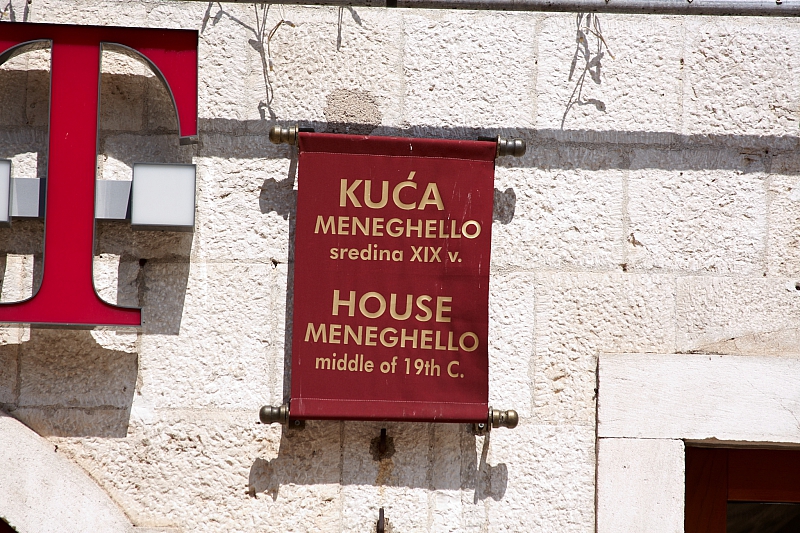 T
KUĆA
MENEGHELLO
sredina XIX v.
HOUSE
MENEGHELLO
middle of 19th C.